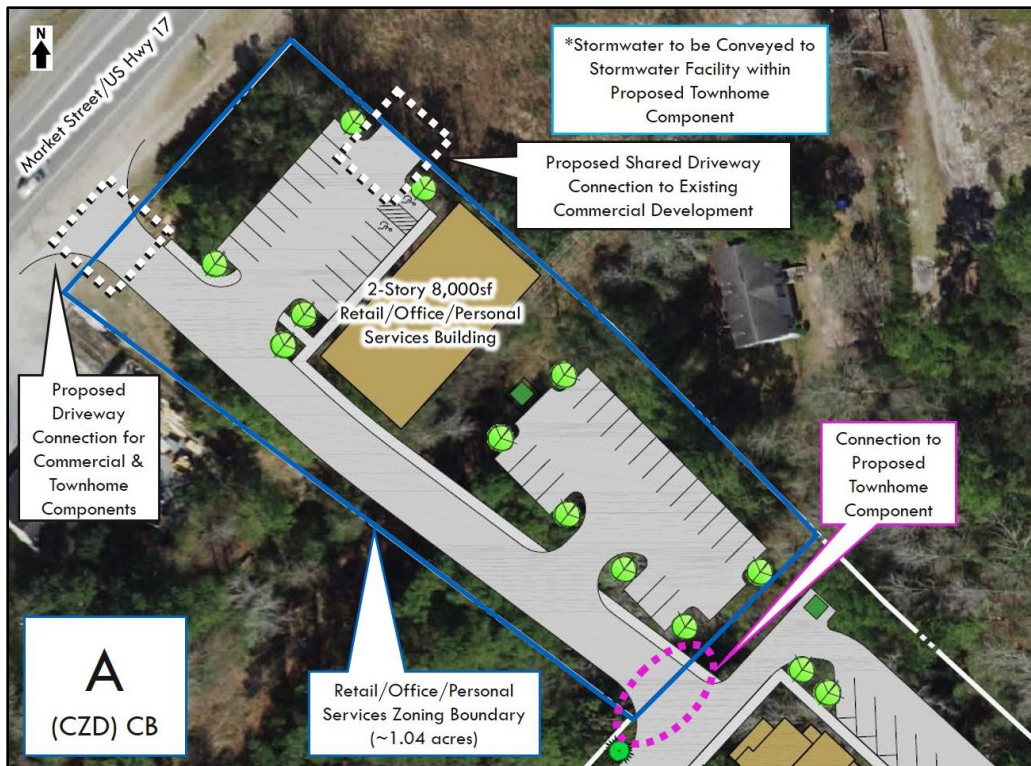 N
Market Street/US Hwy 17
*Stormwater to be Conveyed to
Stormwater Facility within
Proposed Townhome
Component
Proposed Shared Driveway
Connection to Existing
Commercial Development
2-Story 8,000sf
Retail/Office/Personal
Services Building
Proposed
Driveway
Connection for
Commercial &
Townhome
Components
Connection to
Proposed
Townhome
Component
A
(CZD) CB
Retail/Office/Personal
Services Zoning Boundary
(~1.04 acres)